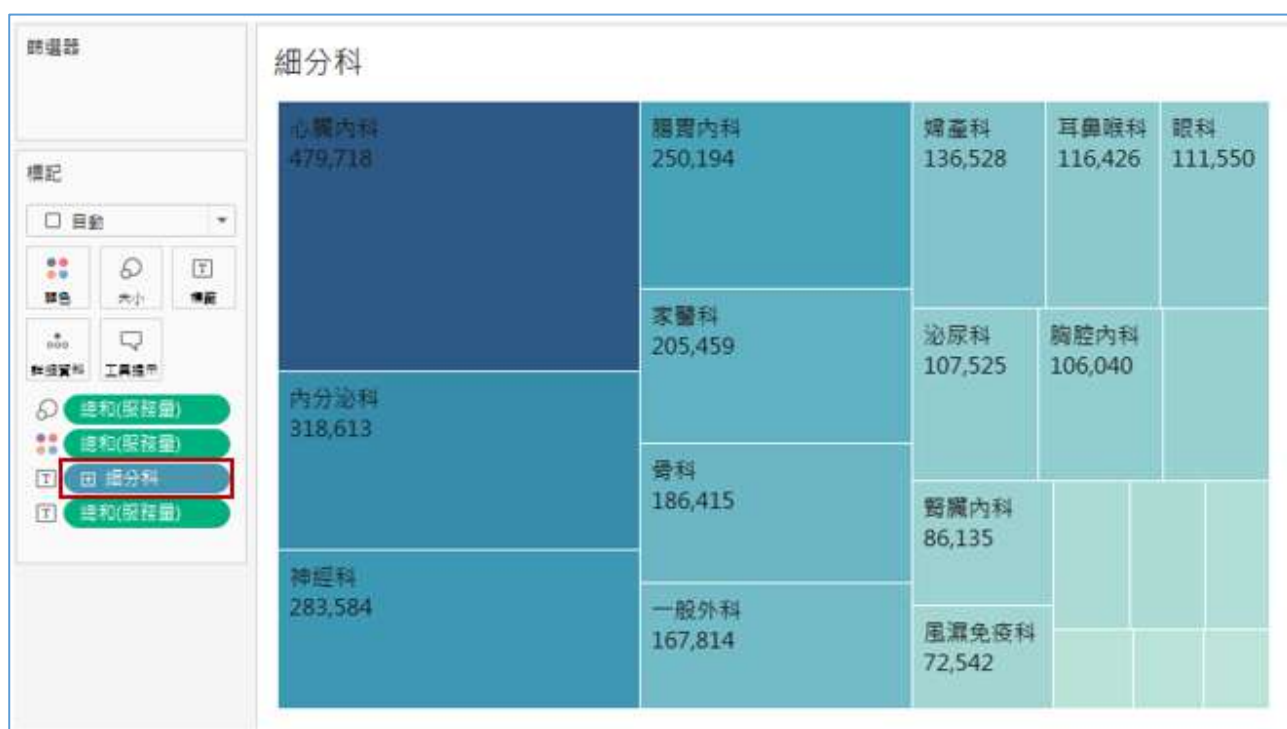 篩選器
標記
自動
顏色
大小
標籤
詳細資料
工具提示
總和(服務量)
總和(服務量)
細分科
總和(服務量)
細分科
心臟內科
479,718
內分泌科
318,613
神經科
283,584
腸胃內科
250,194
家醫科
205,459
骨科
186,415
一般外科
167,814
婦產科
136,528
耳鼻喉科
116,426
眼科
111,550
泌尿科
107,525
胸腔內科
106,040
腎臟內科
86,135
風濕免疫科
72,542